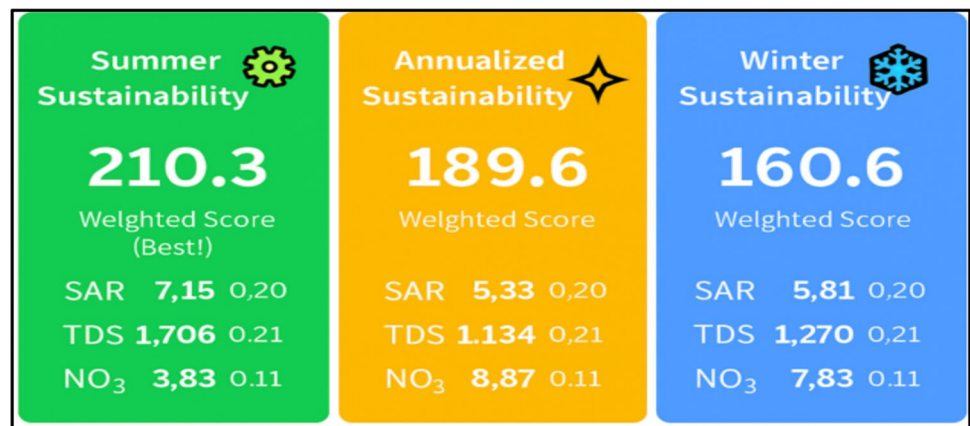 Summer
Sustainability
210.3
Welghted Score
(Best!)
SAR 7,15 0,20
TDS 1,706 0.21
NO₃ 3,83 0.11
Annualized
Sustainability
189.6
Welghted Score
SAR 5,33 0,20
TDS 1.134 0,21
NO₃ 8,87 0.11
Winter
Sustainability
160.6
Welghted Score
SAR 5,81 0,20
TDS 1,270 0,21
NO₃ 7,83 0.11